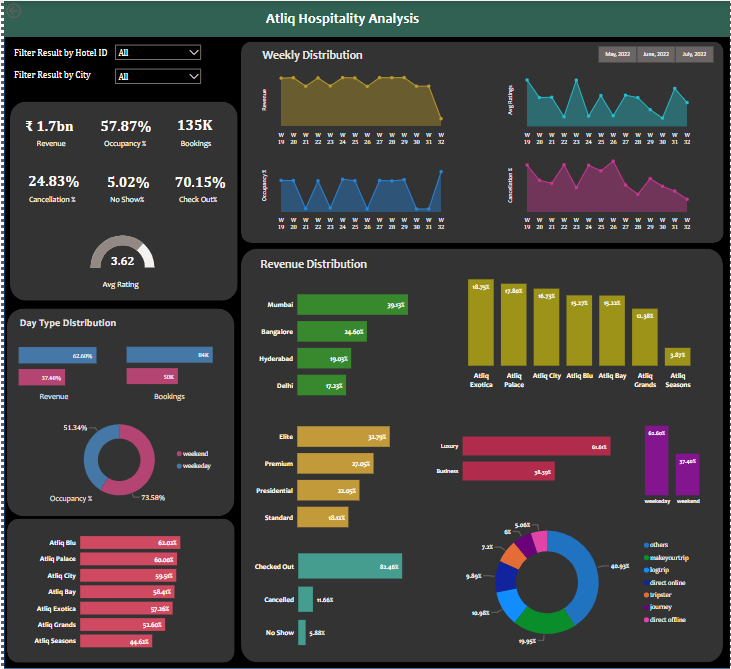 Atliq Hospitality Analysis
Filter Result by Hotel ID
All
Filter Result by City
All
₹ 1.7bn
57.87%
135K
Revenue
Occupancy %
Bookings
24.83%
5.02%
70.15%
Cancellation %
No Show%
Check Out%
3.62
Avg Rating
Weekly Distribution
May, 2022
June, 2022
July, 2022
Revenue
W W W W W W W W W W W W W W
19 20 21 22 23 24 25 26 27 28 29 30 31 32
Avg Ratings
W W W W W W W W W W W W W W
19 20 21 22 23 24 25 26 27 28 29 30 31 32
Occupancy %
W W W W W W W W W W W W W W
19 20 21 22 23 24 25 26 27 28 29 30 31 32
Cancellation %
W W W W W W W W W W W W W W
19 20 21 22 23 24 25 26 27 28 29 30 31 32
Day Type Distribution
62.60%
84K
37.40%
50K
Revenue
Bookings
51.34%
weekend
weekeday
Occupancy %
73.58%
Atliq Blu 62.02%
Atliq Palace 60.00%
Atliq City 59.51%
Atliq Bay 58.41%
Atliq Exotica 57.26%
Atliq Grands 52.60%
Atliq Seasons 44.62%
Revenue Distribution
Mumbai 39.13%
Bangalore 24.60%
Hyderabad 19.03%
Delhi 17.23%
18.75%
17.80%
16.73%
15.27%
15.22%
12.38%
3.87%
Atliq Exotica
Atliq Palace
Atliq City
Atliq Blu
Atliq Bay
Atliq Grands
Atliq Seasons
Elite 32.79%
Premium 27.05%
Presidential 22.05%
Standard 18.12%
Luxury 61.61%
Business 38.39%
62.60%
37.40%
weekeday
weekend
Checked Out 82.46%
Cancelled 11.66%
No Show 5.88%
5.06%
6%
7.2%
9.89%
10.98%
19.95%
40.93%
others
makeyourtrip
logtrip
direct online
tripster
journey
direct offline